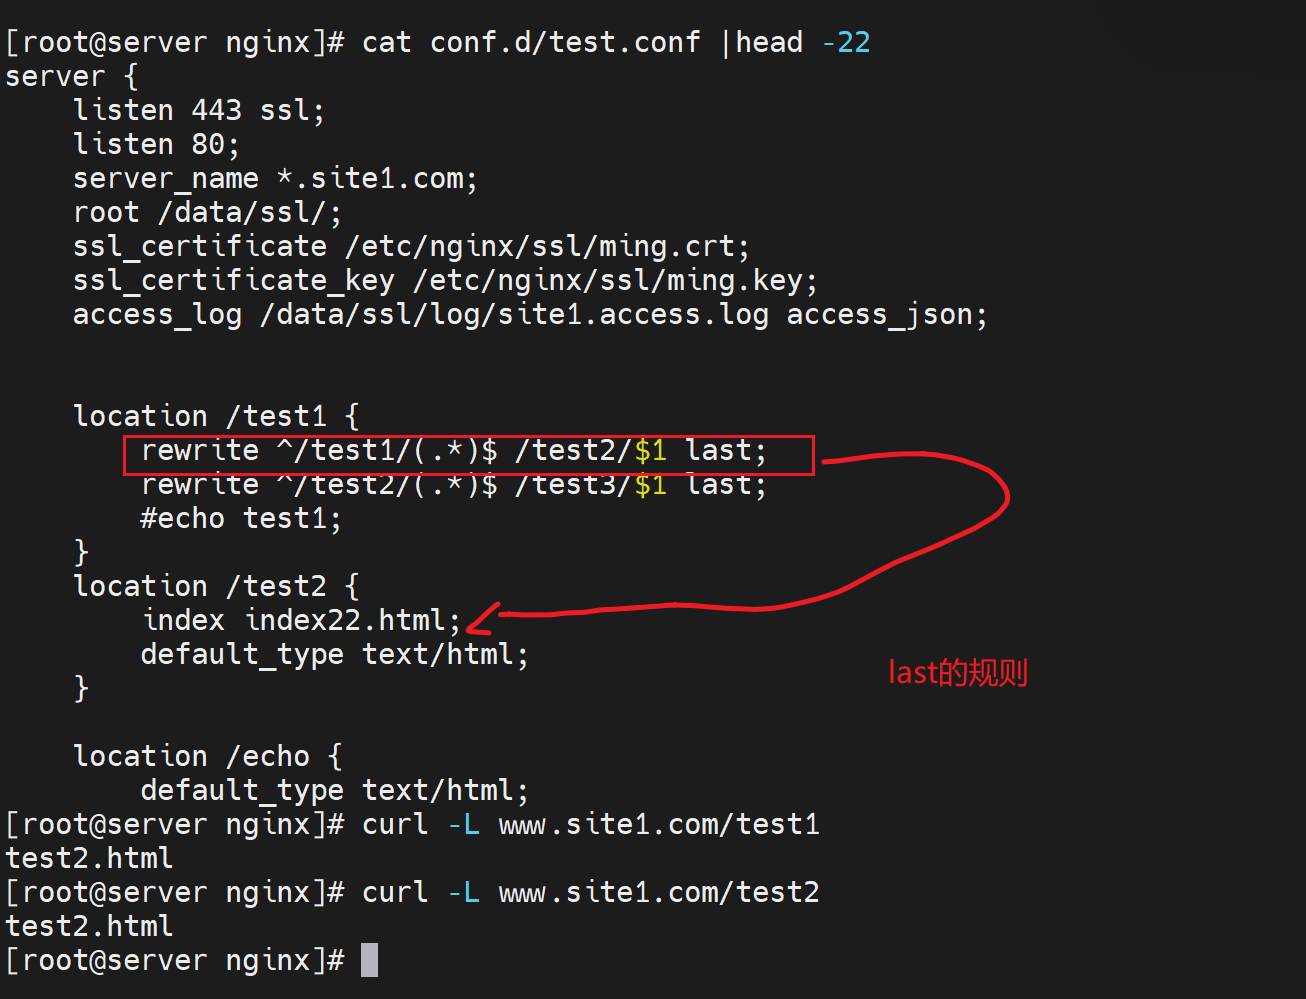 [root@server nginx]# cat conf.d/test.conf |head -22
server {
    listen 443 ssl;
    listen 80;
    server_name *.site1.com;
    root /data/ssl/;
    ssl_certificate /etc/nginx/ssl/ming.crt;
    ssl_certificate_key /etc/nginx/ssl/ming.key;
    access_log /data/ssl/log/site1.access.log access_json;
    location /test1 {
        rewrite ^/test1/(.*)$ /test2/$1 last;
        rewrite ^/test2/(.*)$ /test3/$1 last;
        #echo test1;
    }
    location /test2 {
        index index22.html;
        default_type text/html;
last的规则
    }
    location /echo {
        default_type text/html;
[root@server nginx]# curl -L www.site1.com/test1
test2.html
[root@server nginx]# curl -L www.site1.com/test2
test2.html
[root@server nginx]#